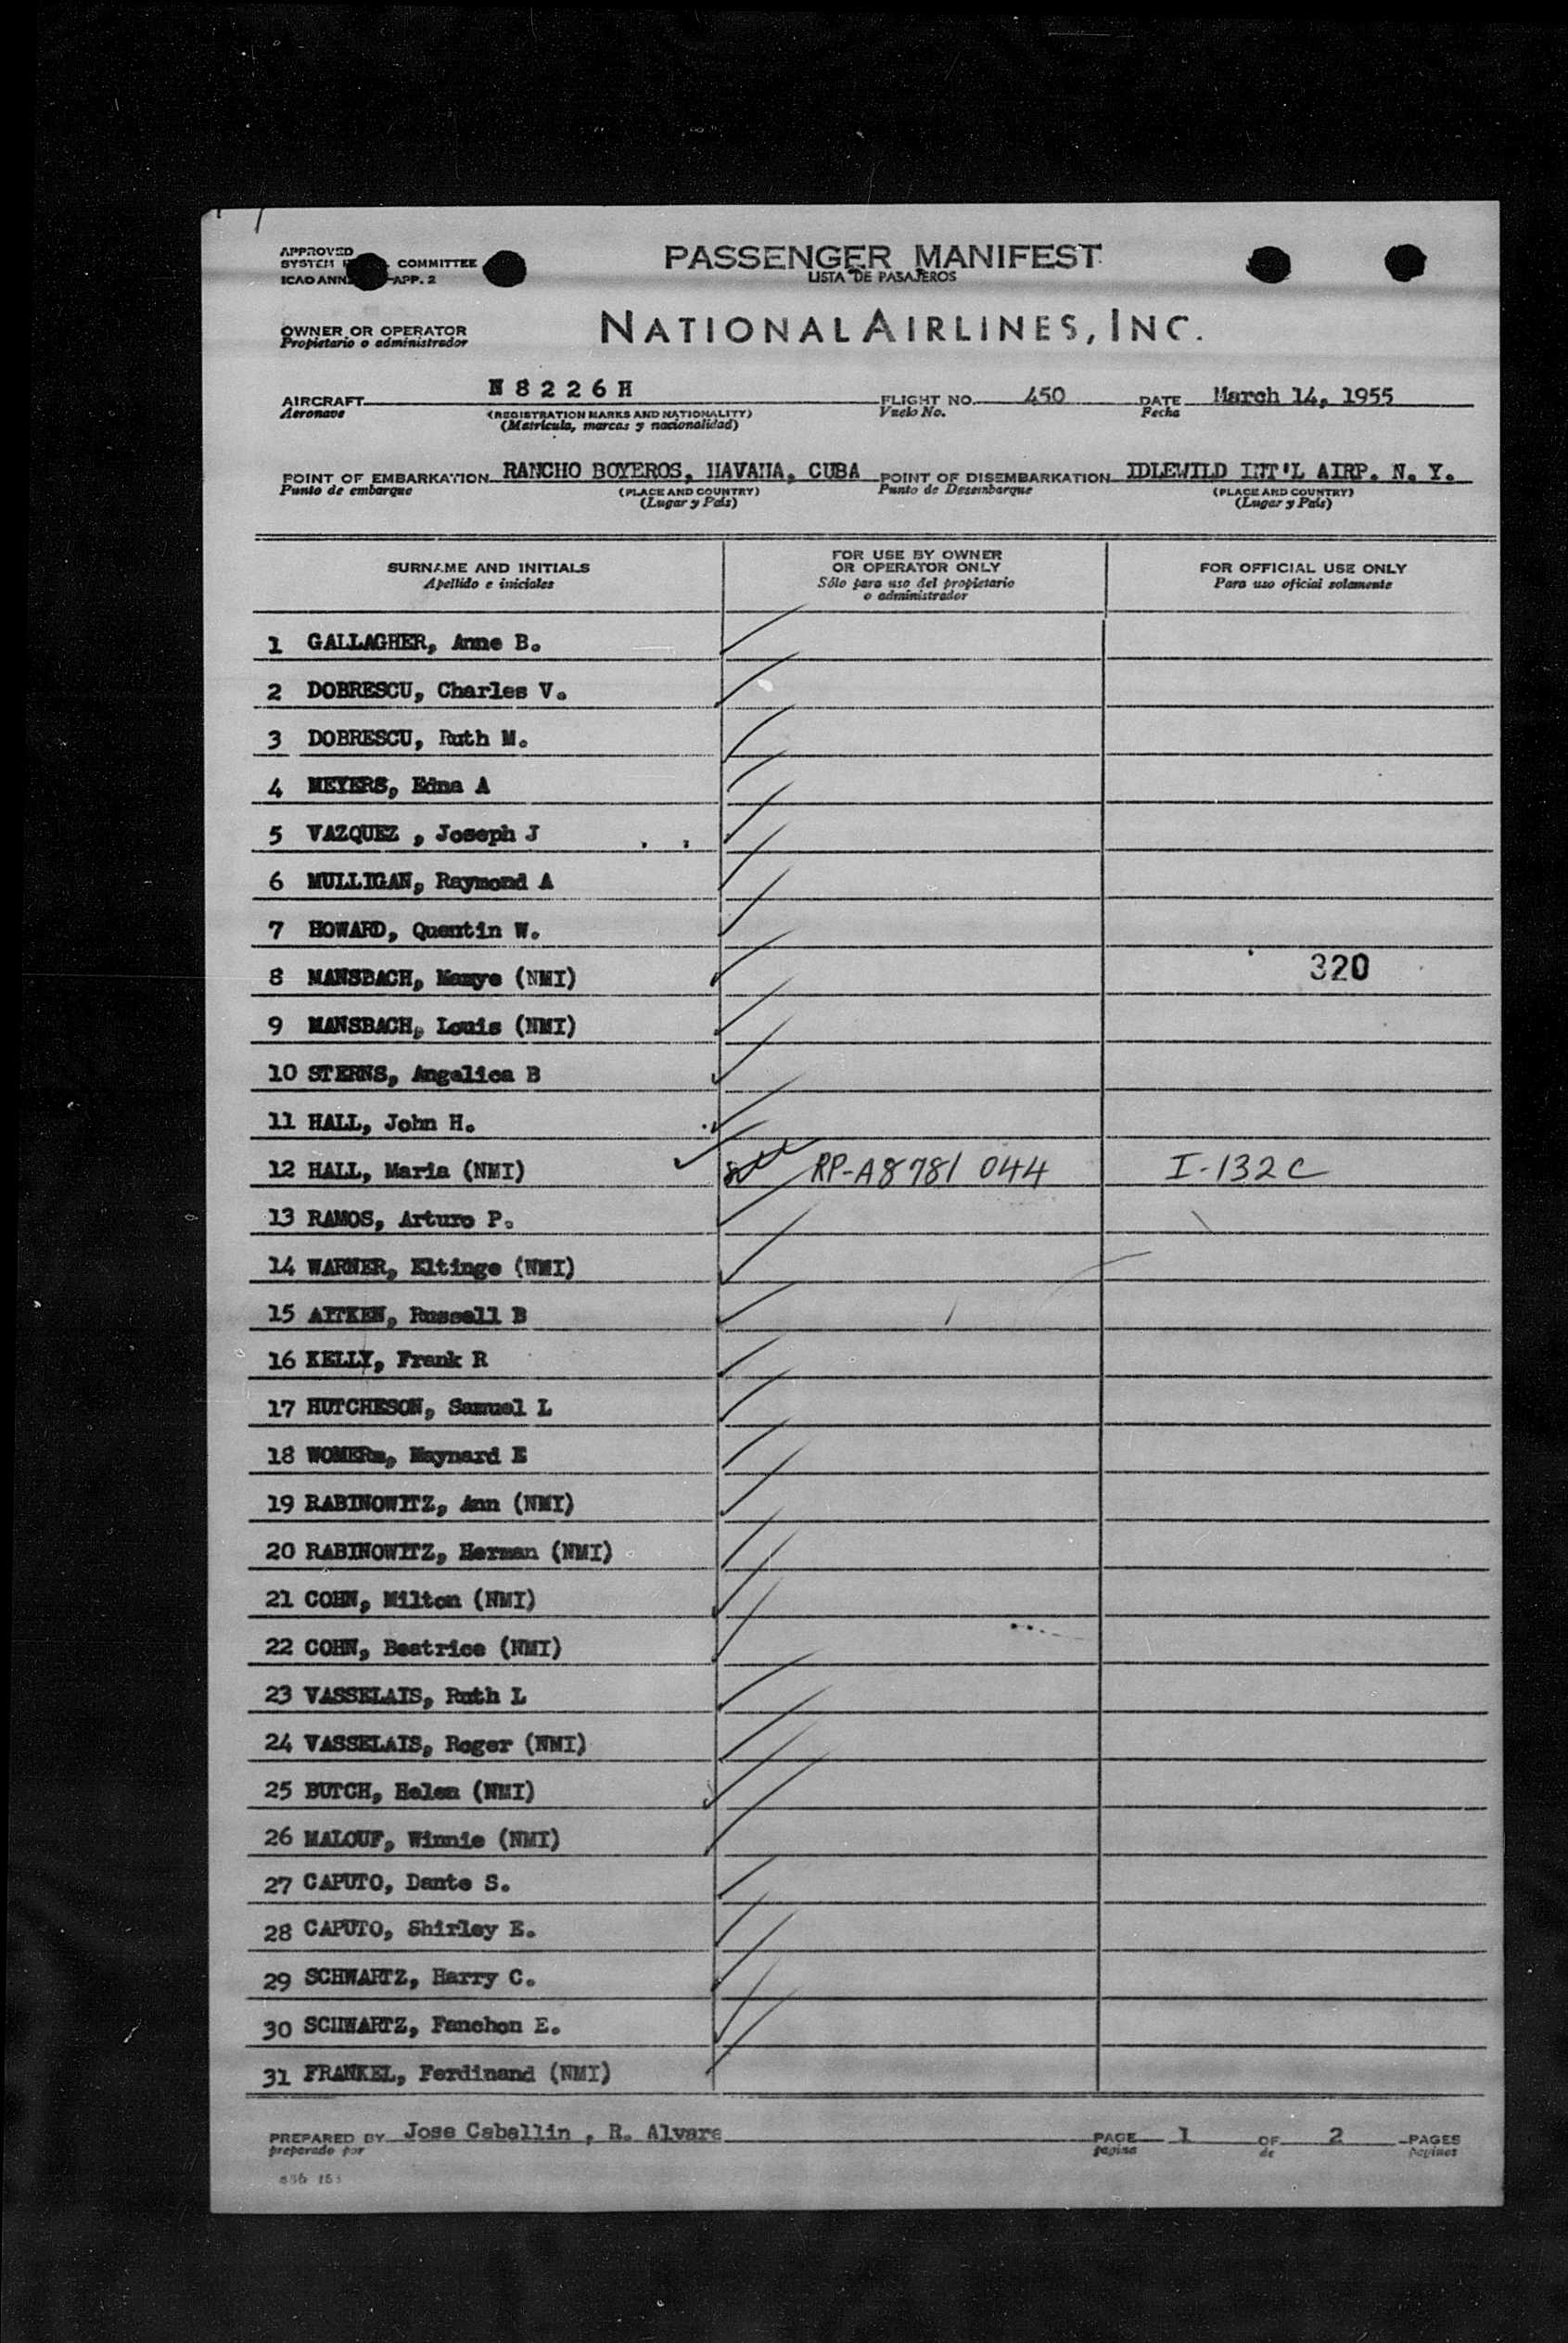 APPROVED
SYSTEM COMMITTEE
ICAO APP. 2
PASSENGER MANIFEST
LISTA DE PASAJEROS
OWNER OR OPERATOR
Propietario o administrador
NATIONAL AIRLINES, INC.
AIRCRAFT N8226H FLIGHT NO. 450 DATE March 14, 1955
Aeronave (REGISTRATION MARKS AND NATIONALITY) Vuelo No. Fecha
(Matrícula, marcas y nacionalidad)
POINT OF EMBARKATION RANCHO BOYEROS, HAVANA, CUBA POINT OF DISEMBARKATION IDLEWILD INT'L AIRP. N. Y.
Punto de embarque (PLACE AND COUNTRY) Punto de Desembarque (PLACE AND COUNTRY)
(Lugar y País) (Lugar y País)
SURNAME AND INITIALS
Apellido e iniciales
FOR USE BY OWNER
OR OPERATOR ONLY
Sólo para uso del propietario
o administrador
FOR OFFICIAL USE ONLY
Para uso oficial solamente
1 GALLAGHER, Anne B.
2 DOBRESCU, Charles V.
3 DOBRESCU, Ruth M.
4 MEYERS, Edna A
5 VAZQUEZ , Joseph J
6 MULLIGAN, Raymond A
7 HOWARD, Quentin W.
8 MANSBACH, (NMI) 320
9 MANSBACH, Louis (NMI)
10 STERNS, Angelica B
11 HALL, John H.
12 HALL, Maria (NMI) RP-A8781 044 I-132C
13 RAMOS, Arturo P.
14 WARNER, Eltinge (NMI)
15 AITKEN, Russell B
16 KELLY, Frank R
17 HUTCHESON, Samuel L
18 Maynard E
19 RABINOWITZ, Ann (NMI)
20 RABINOWITZ, Herman (NMI)
21 COHN, Milton (NMI)
22 COHN, Beatrice (NMI)
23 VASSELAIS, Ruth L
24 VASSELAIS, Roger (NMI)
25 BUTCH, Helen (NMI)
26 MALOUF, Winnie (NMI)
27 CAPUTO, Dante S.
28 CAPUTO, Shirley E.
29 SCHWARTZ, Harry C.
30 SCHWARTZ, Fanchon E.
31 FRANKEL, Ferdinand (NMI)
PREPARED BY Jose Caballin , R. Alvare PAGE 1 OF 2 PAGES
preparado por pagina de paginas